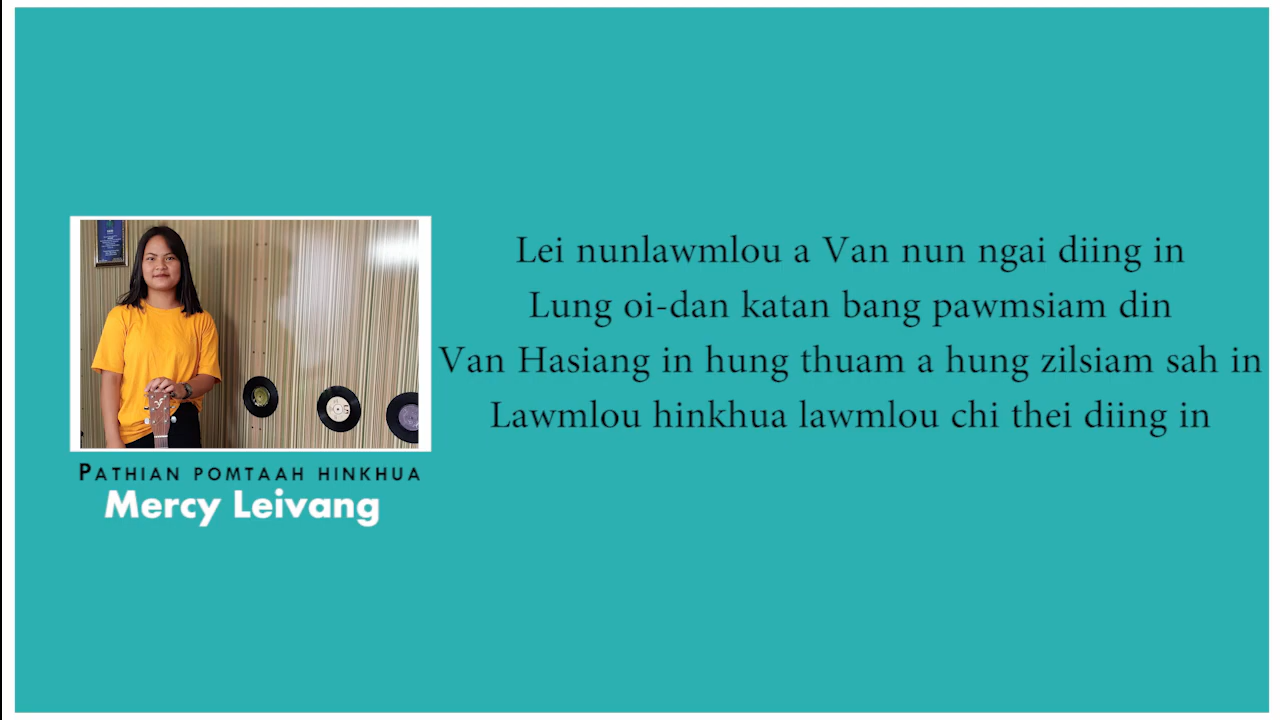 Lei nunlawmlou a Van nun ngai diing in
Lung oi-dan katan bang pawmsiam din
Van Hasiang in hung thuam a hung zilsiam sah in
Lawmlou hinkhua lawmlou chi thei diing in
PATHIAN POMTAAH HINKHUA
Mercy Leivang